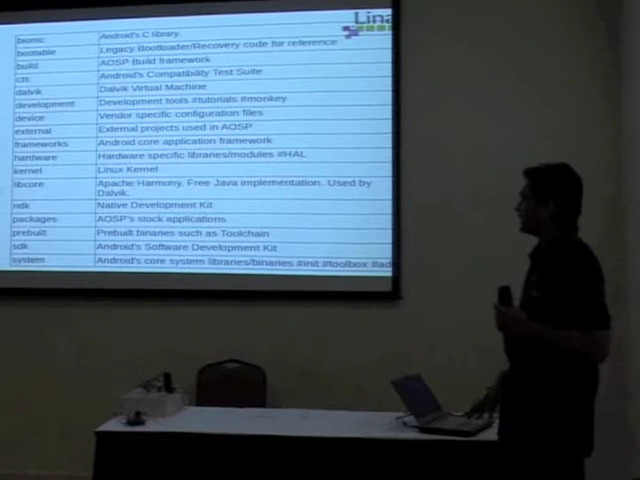 Lina
bionic Android's C library.
bootable Legacy Bootloader/Recovery code for reference
build AOSP Build framework
cts Android's Compatibility Test Suite
dalvik Dalvik Virtual Machine
development Development tools #tutorials #monkey
device Vendor specific configuration files
external External projects used in AOSP
frameworks Android core application framework
hardware Hardware specific libraries/modules #HAL
kernel Linux Kernel
libcore Apache Harmony. Free Java implementation. Used by
Dalvik.
ndk Native Development Kit
packages AOSP's stock applications
prebuilt Prebuilt binaries such as Toolchain
sdk Android's Software Development Kit
system Android's core system libraries/binaries #init #toolbox #ad